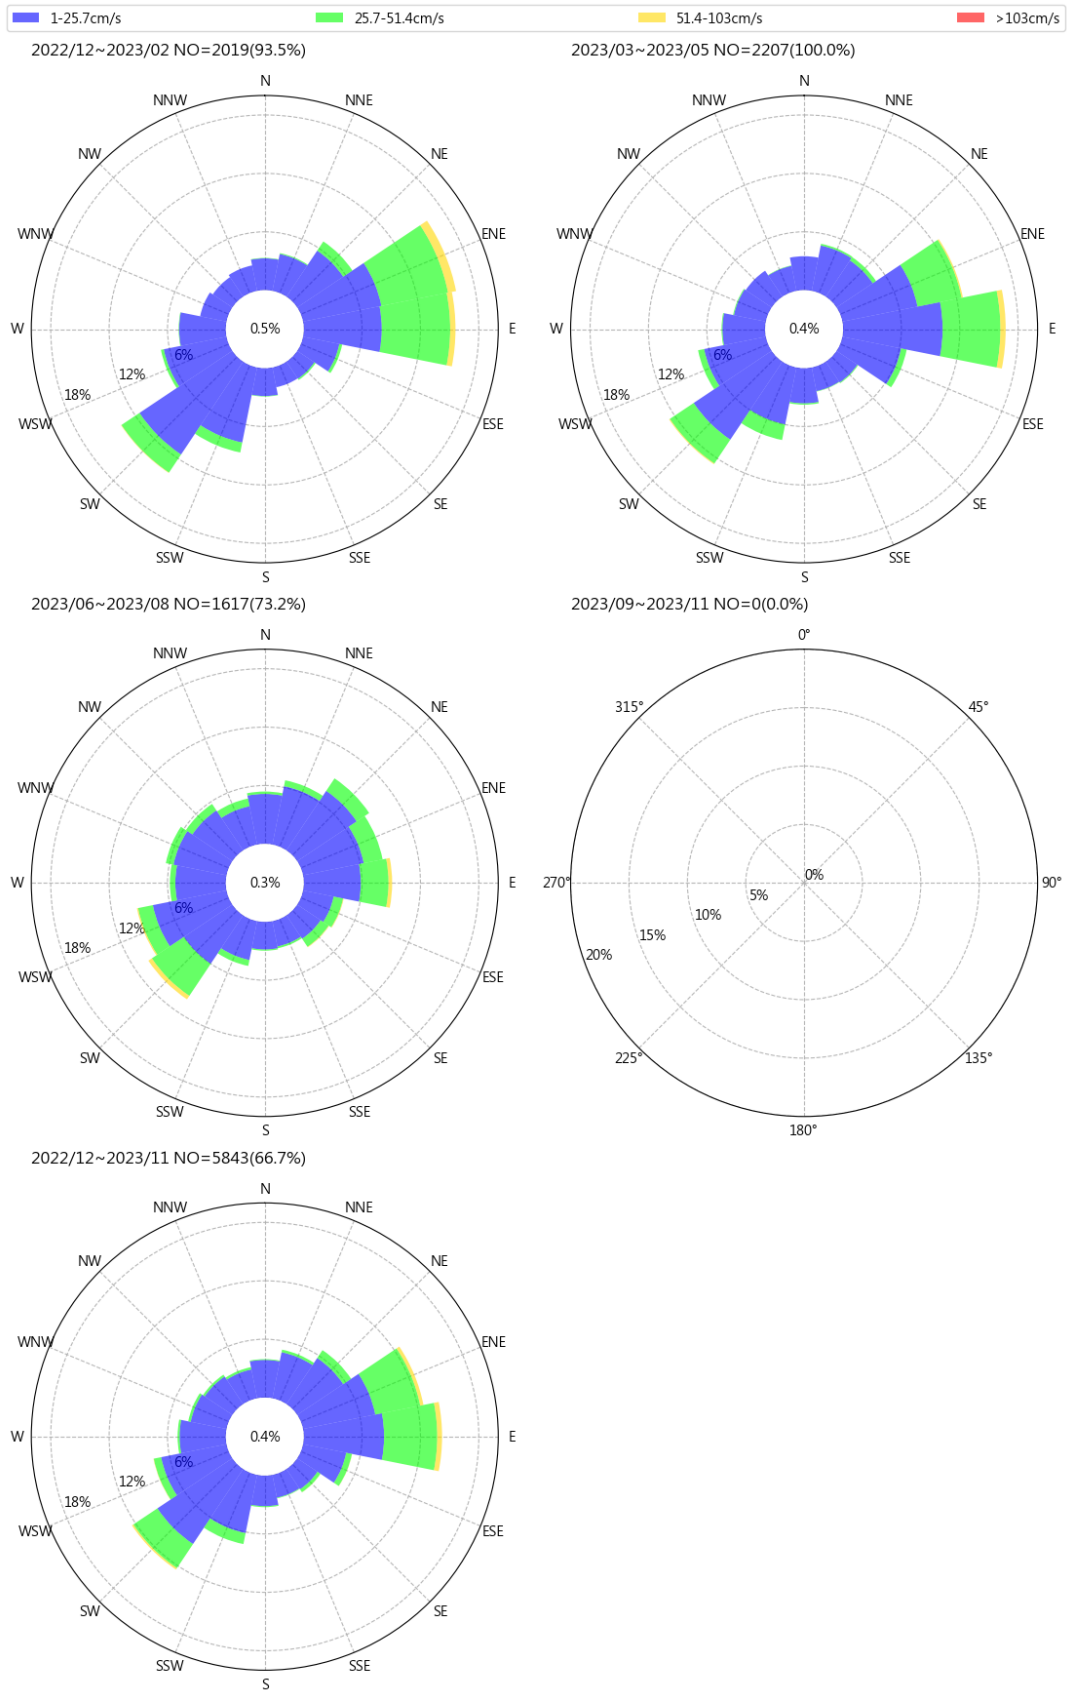 1-25.7cm/s 25.7-51.4cm/s 51.4-103cm/s >103cm/s
2022/12~2023/02 NO=2019(93.5%)
N
NNW NNE
NW NE
WNW ENE
W 0.5% E
6%
12%
18%
WSW ESE
SW SE
SSW SSE
S
2023/03~2023/05 NO=2207(100.0%)
N
NNW NNE
NW NE
WNW ENE
W 0.4% E
6%
12%
18%
WSW ESE
SW SE
SSW SSE
S
2023/06~2023/08 NO=1617(73.2%)
N
NNW NNE
NW NE
WNW ENE
W 0.3% E
6%
12%
18%
WSW ESE
SW SE
SSW SSE
S
2023/09~2023/11 NO=0(0.0%)
0°
315° 45°
0%
270° 90°
5%
10%
15%
20%
225° 135°
180°
2022/12~2023/11 NO=5843(66.7%)
N
NNW NNE
NW NE
WNW ENE
W 0.4% E
6%
12%
18%
WSW ESE
SW SE
SSW SSE
S